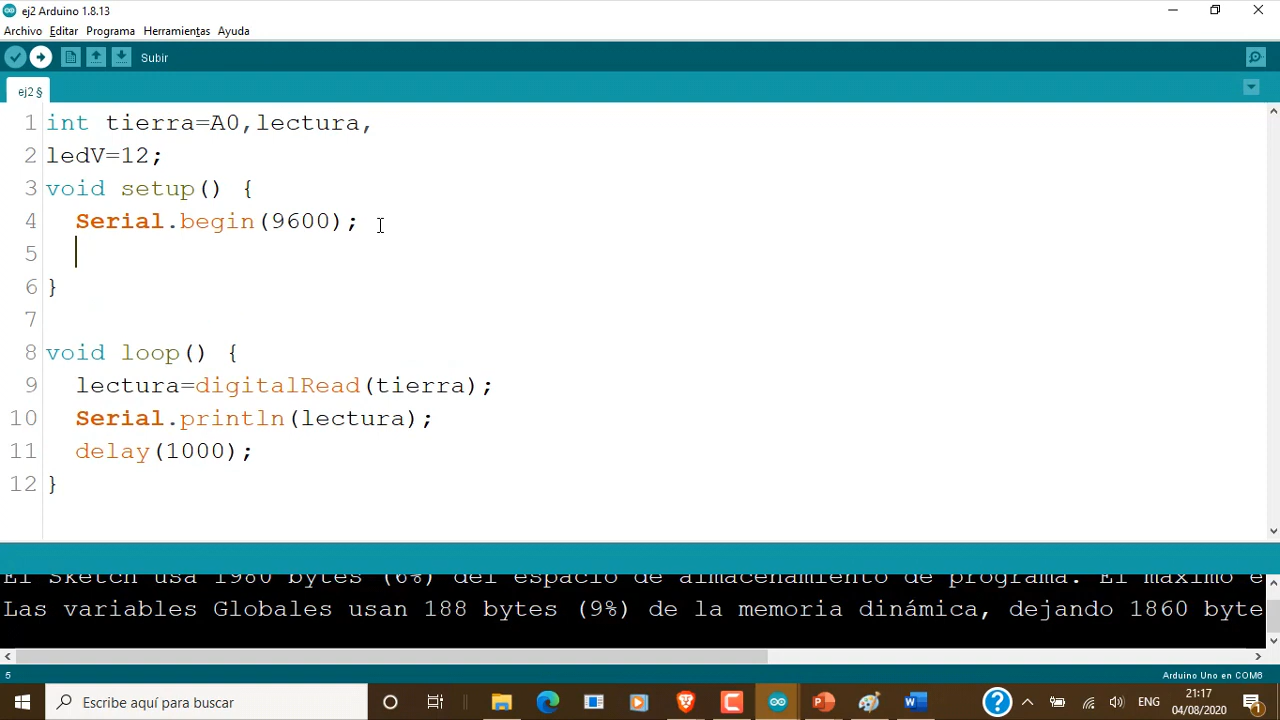 ej2 Arduino 1.8.13
Archivo Editar Programa Herramientas Ayuda
Subir
ej2 §
1 int tierra=A0,lectura,
2 ledV=12;
3 void setup() {
4 Serial.begin(9600);
5
6 }
7
8 void loop() {
9 lectura=digitalRead(tierra);
10 Serial.println(lectura);
11 delay(1000);
12 }
El Sketch usa 1980 bytes (6%) del espacio de almacenamiento de programa. El máximo e
Las variables Globales usan 188 bytes (9%) de la memoria dinámica, dejando 1860 byte
5 Arduino Uno en COM6
Escribe aquí para buscar
ENG
21:17
04/08/2020
1